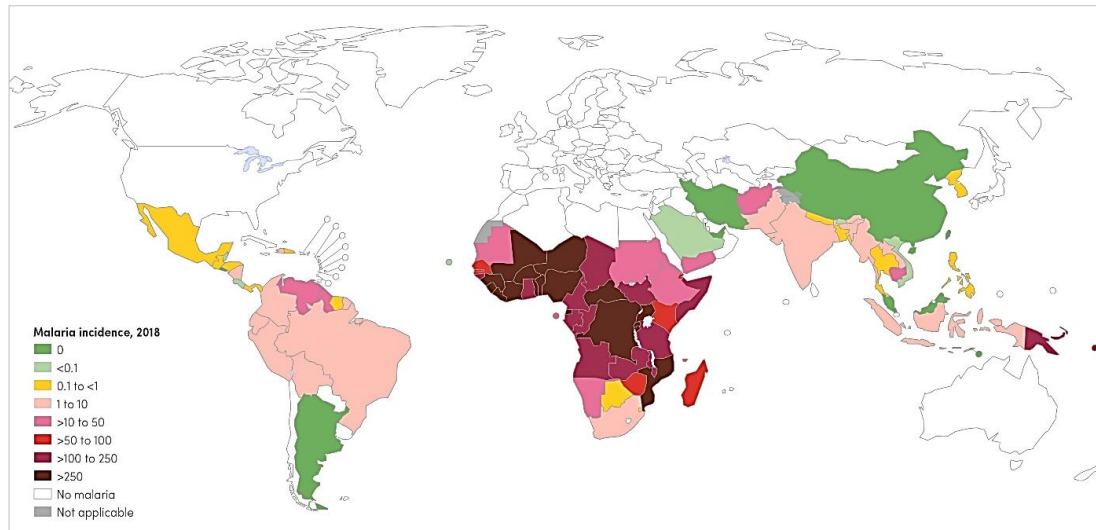 Malaria incidence, 2018
0
<0.1
0.1 to <1
1 to 10
>10 to 50
>50 to 100
>100 to 250
>250
No malaria
Not applicable